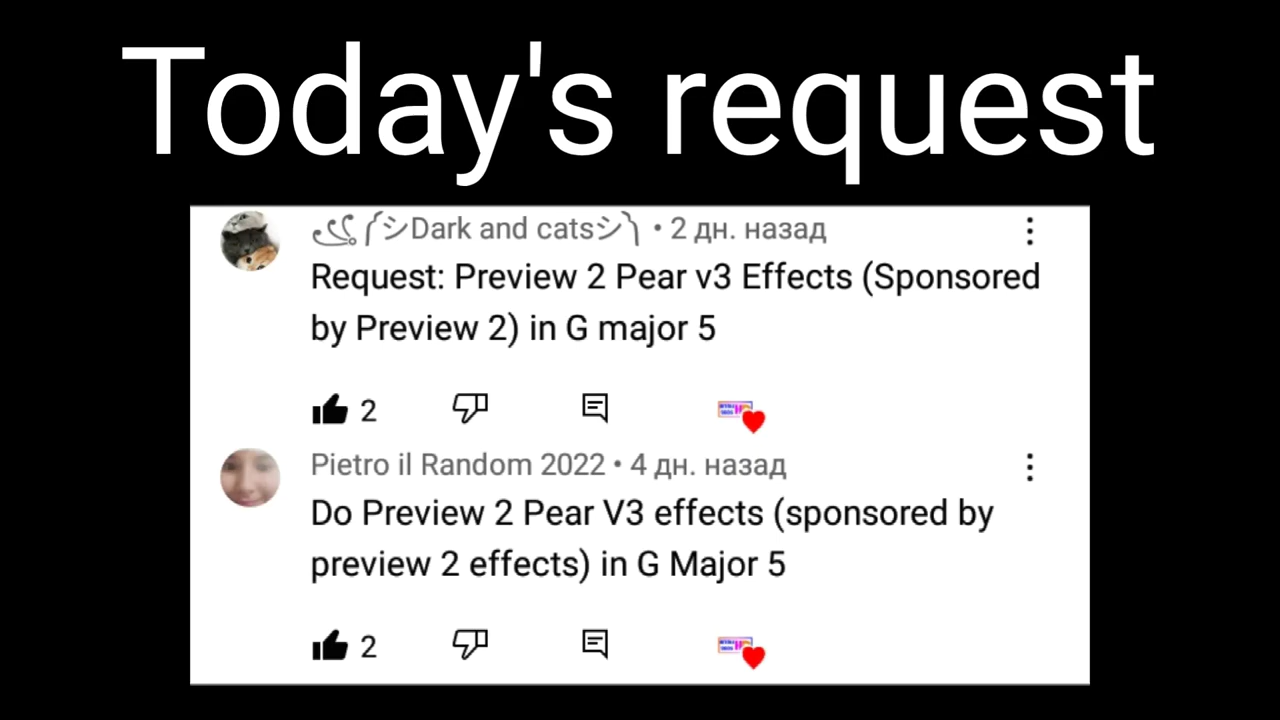 Today's request
꧁༺シDark and catsシ༻ • 2 дн. назад
Request: Preview 2 Pear v3 Effects (Sponsored
by Preview 2) in G major 5
2
Pietro il Random 2022 • 4 дн. назад
Do Preview 2 Pear V3 effects (sponsored by
preview 2 effects) in G Major 5
2